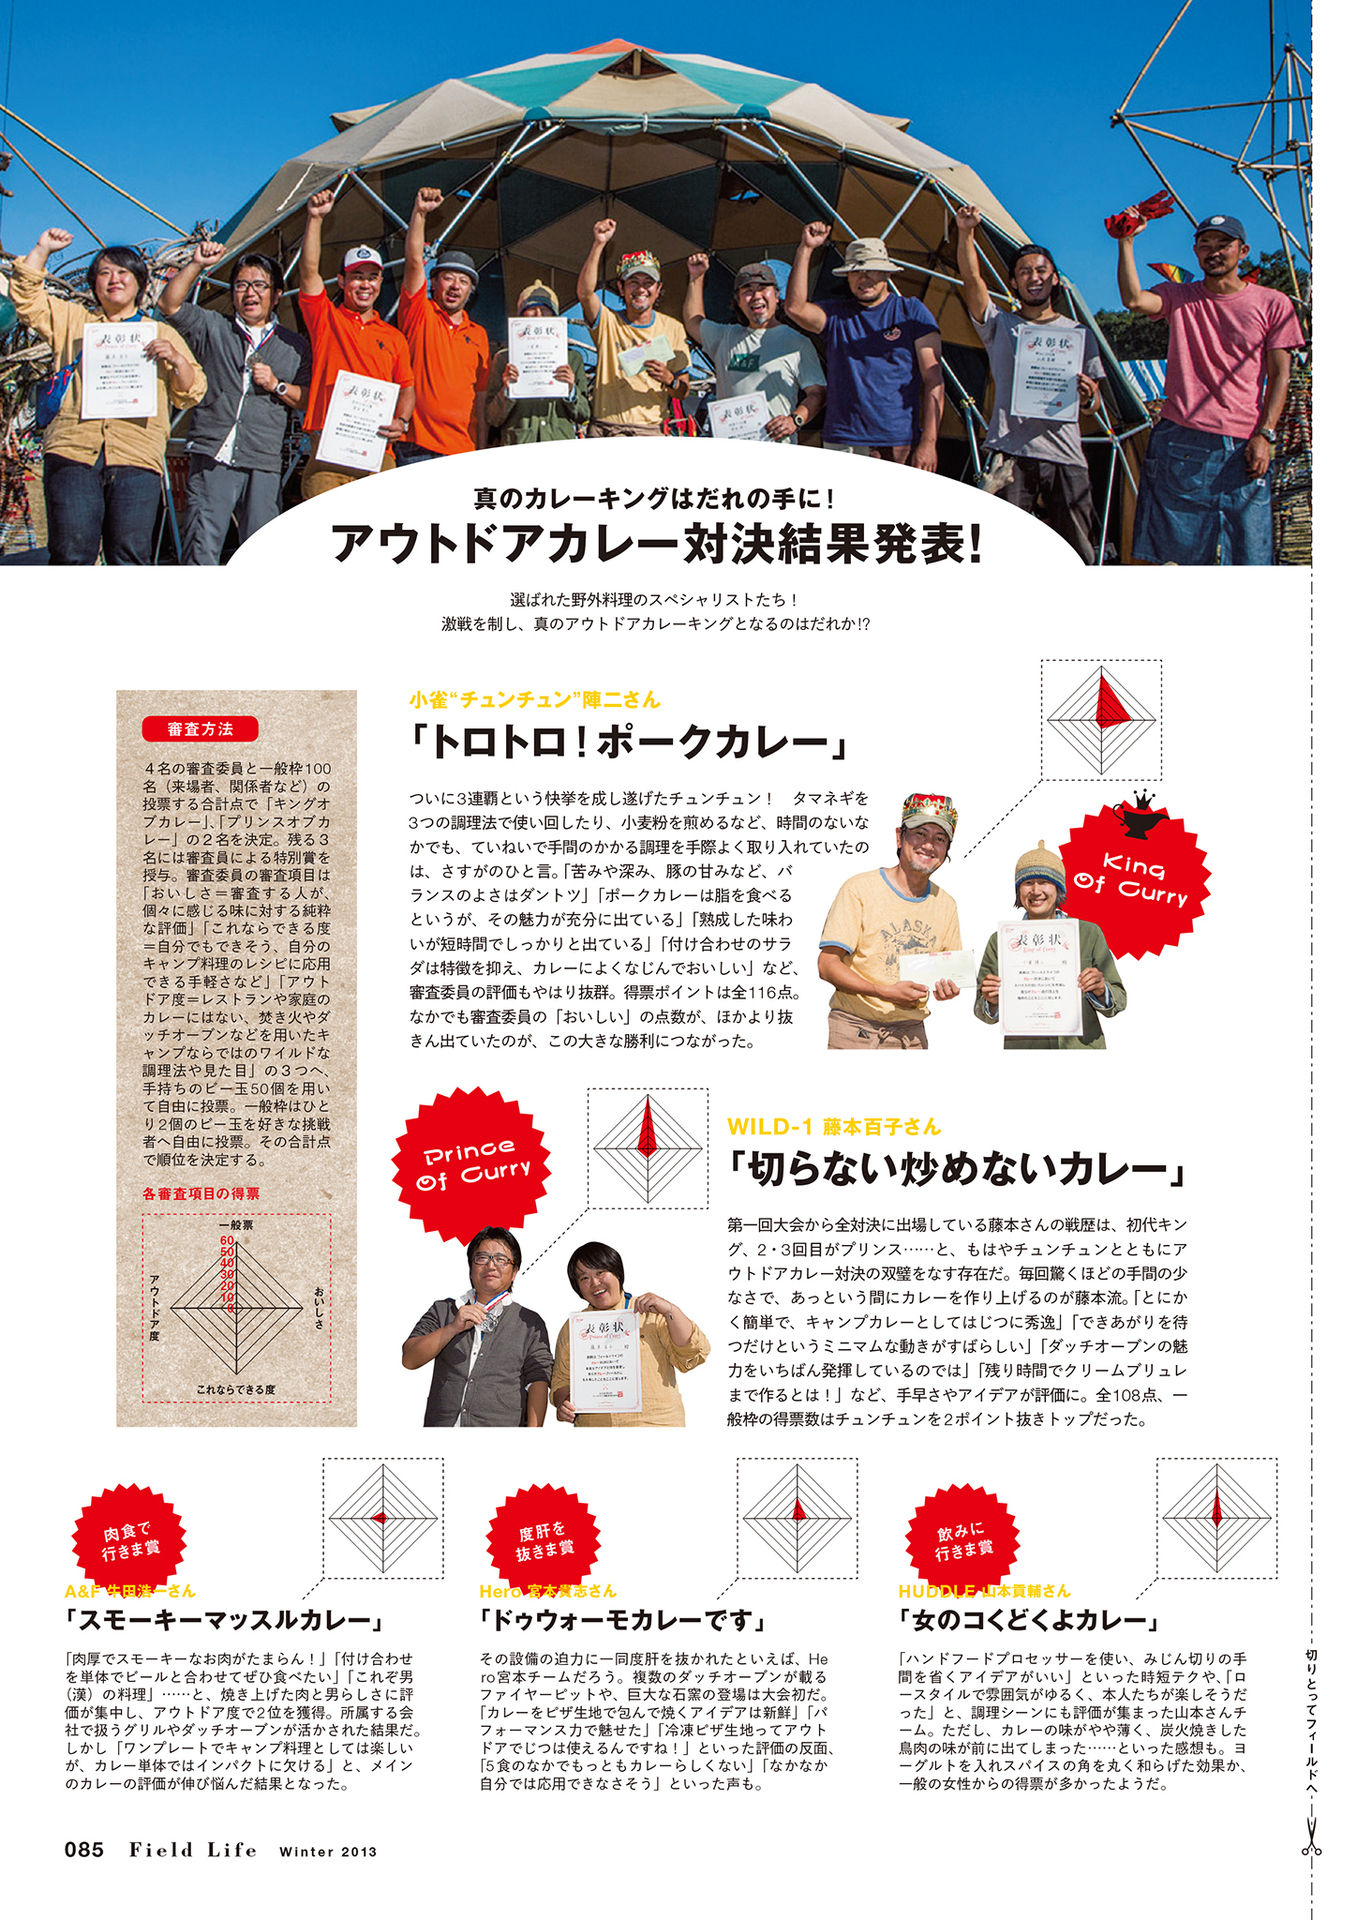 真のカレーキングはだれの手に!
アウトドアカレー対決結果発表!
選ばれた野外料理のスペシャリストたち!
激戦を制し、真のアウトドアカレーキングとなるのはだれか!?
審査方法
4名の審査委員と一般枠100
名(来場者、関係者など)の
投票する合計点で「キングオ
ブカレー」、「プリンスオブカ
レー」の2名を決定。残る3
名には審査員による特別賞を
授与。審査委員の審査項目は
「おいしさ=審査する人が、
個々に感じる味に対する純粋
な評価」「これならできる度
=自分でもできそう、自分の
キャンプ料理のレシピに応用
できる手軽さなど」「アウト
ドア度=レストランや家庭の
カレーにはない、焚き火やダ
ッチオーブンなどを用いたキ
ャンプならではのワイルドな
調理法や見た目」の3つへ、
手持ちのビー玉50個を用い
て自由に投票。一般枠はひと
り2個のビー玉を好きな挑戦
者へ自由に投票。その合計点
で順位を決定する。
各審査項目の得票
一般票
60
50
40
30
20
10
0
アウトドア度
おいしさ
これならできる度
小雀“チュンチュン”陣二さん
「トロトロ!ポークカレー」
ついに3連覇という快挙を成し遂げたチュンチュン! タマネギを
3つの調理法で使い回したり、小麦粉を煎めるなど、時間のないな
かでも、ていねいで手間のかかる調理を手際よく取り入れていたの
は、さすがのひと言。「苦みや深み、豚の甘みなど、バ
ランスのよさはダントツ」「ポークカレーは脂を食べる
というが、その魅力が充分に出ている」「熟成した味わ
いが短時間でしっかりと出ている」「付け合わせのサラ
ダは特徴を抑え、カレーによくなじんでおいしい」など、
審査委員の評価もやはり抜群。得票ポイントは全116点。
なかでも審査委員の「おいしい」の点数が、ほかより抜
きん出ていたのが、この大きな勝利につながった。
King
Of Curry
表彰状
Prince
Of Curry
表彰状
WILD-1 藤本百子さん
「切らない炒めないカレー」
第一回大会から全対決に出場している藤本さんの戦歴は、初代キン
グ、2・3回目がプリンス……と、もはやチュンチュンとともにア
ウトドアカレー対決の双璧をなす存在だ。毎回驚くほどの手間の少
なさで、あっという間にカレーを作り上げるのが藤本流。「とにか
く簡単で、キャンプカレーとしてはじつに秀逸」「できあがりを待
つだけというミニマムな動きがすばらしい」「ダッチオーブンの魅
力をいちばん発揮しているのでは」「残り時間でクリームブリュレ
まで作るとは!」など、手早さやアイデアが評価に。全108点、一
般枠の得票数はチュンチュンを2ポイント抜きトップだった。
肉食で
行きま賞
A&F 牛田浩一さん
「スモーキーマッスルカレー」
「肉厚でスモーキーなお肉がたまらん!」「付け合わせ
を単体でビールと合わせてぜひ食べたい」「これぞ男
(漢)の料理」……と、焼き上げた肉と男らしさに評
価が集中し、アウトドア度で2位を獲得。所属する会
社で扱うグリルやダッチオーブンが活かされた結果だ。
しかし「ワンプレートでキャンプ料理としては楽しい
が、カレー単体ではインパクトに欠ける」と、メイン
のカレーの評価が伸び悩んだ結果となった。
度肝を
抜きま賞
Hero 宮本貴志さん
「ドゥウォーモカレーです」
その設備の迫力に一同度肝を抜かれたといえば、He
ro宮本チームだろう。複数のダッチオーブンが載る
ファイヤーピットや、巨大な石窯の登場は大会初だ。
「カレーをピザ生地で包んで焼くアイデアは新鮮」「パ
フォーマンス力で魅せた」「冷凍ピザ生地ってアウト
ドアでじつは使えるんですね!」といった評価の反面、
「5食のなかでもっともカレーらしくない」「なかなか
自分では応用できなさそう」といった声も。
飲みに
行きま賞
HUDDLE 山本貢輔さん
「女のコくどくよカレー」
「ハンドフードプロセッサーを使い、みじん切りの手
間を省くアイデアがいい」といった時短テクや、「ロ
ースタイルで雰囲気がゆるく、本人たちが楽しそうだ
った」と、調理シーンにも評価が集まった山本さんチ
ーム。ただし、カレーの味がやや薄く、炭火焼きした
鳥肉の味が前に出てしまった……といった感想も。ヨ
ーグルトを入れスパイスの角を丸く和らげた効果か、
一般の女性からの得票が多かったようだ。
切りとってフィールドへ
085 Field Life Winter 2013